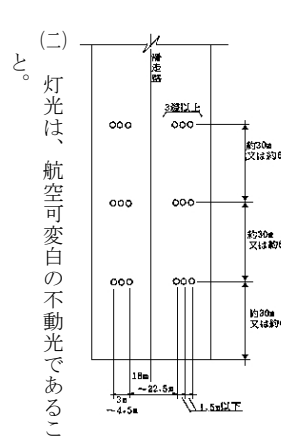 (二)
灯光は、航空可変白の不動光であるこ
と。
滑走路
3燈以上
約30m
又は約6
約30m
又は約6
約30m
又は約6
18m
~22.5m
3m
~4.5m
1.5m以下